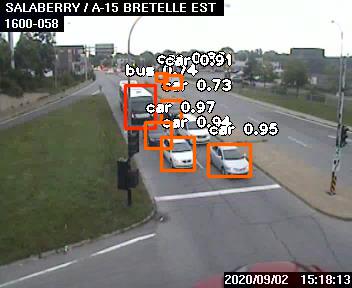 SALABERRY / A-15 BRETELLE EST
1600-058
car 0.91
bus 0.74
car 0.73
car 0.97
car 0.94
car 0.95
2020/09/02 15:18:13